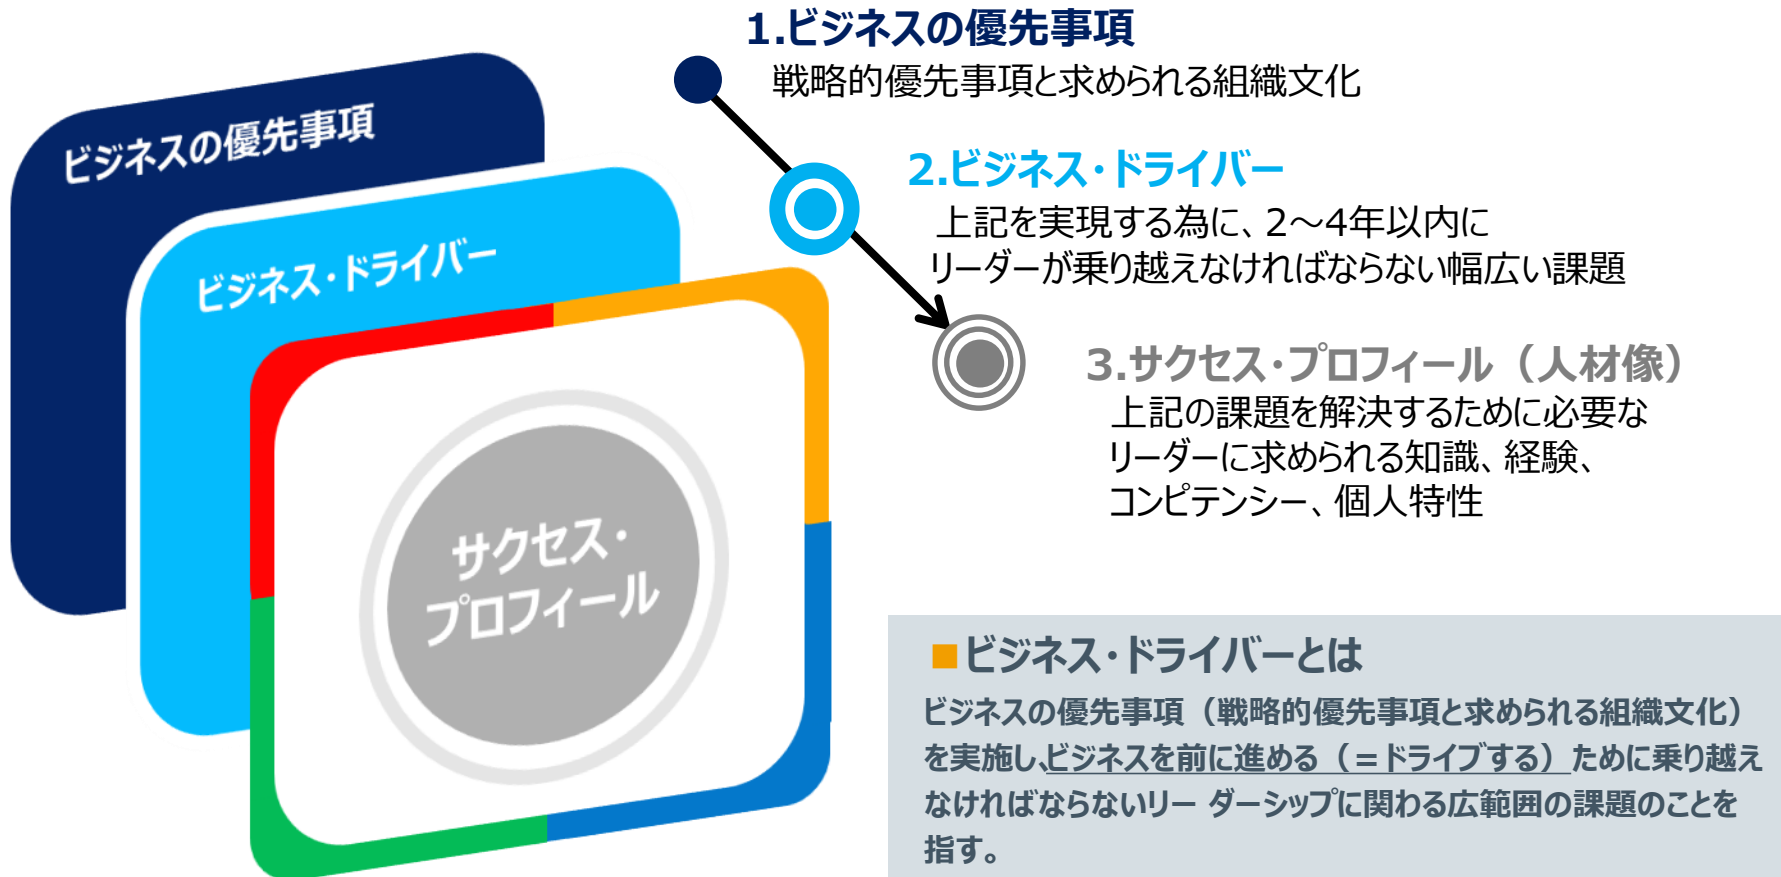 ビジネスの優先事項
ビジネス・ドライバー
サクセス・
プロフィール
1.ビジネスの優先事項
戦略的優先事項と求められる組織文化
2.ビジネス・ドライバー
上記を実現する為に、2～4年以内に
リーダーが乗り越えなければならない幅広い課題
3.サクセス・プロフィール（人材像）
上記の課題を解決するために必要な
リーダーに求められる知識、経験、
コンピテンシー、個人特性
■ビジネス・ドライバーとは
ビジネスの優先事項（戦略的優先事項と求められる組織文化）
を実施し、ビジネスを前に進める（＝ドライブする）ために乗り越え
なければならないリー ダーシップに関わる広範囲の課題のことを
指す。